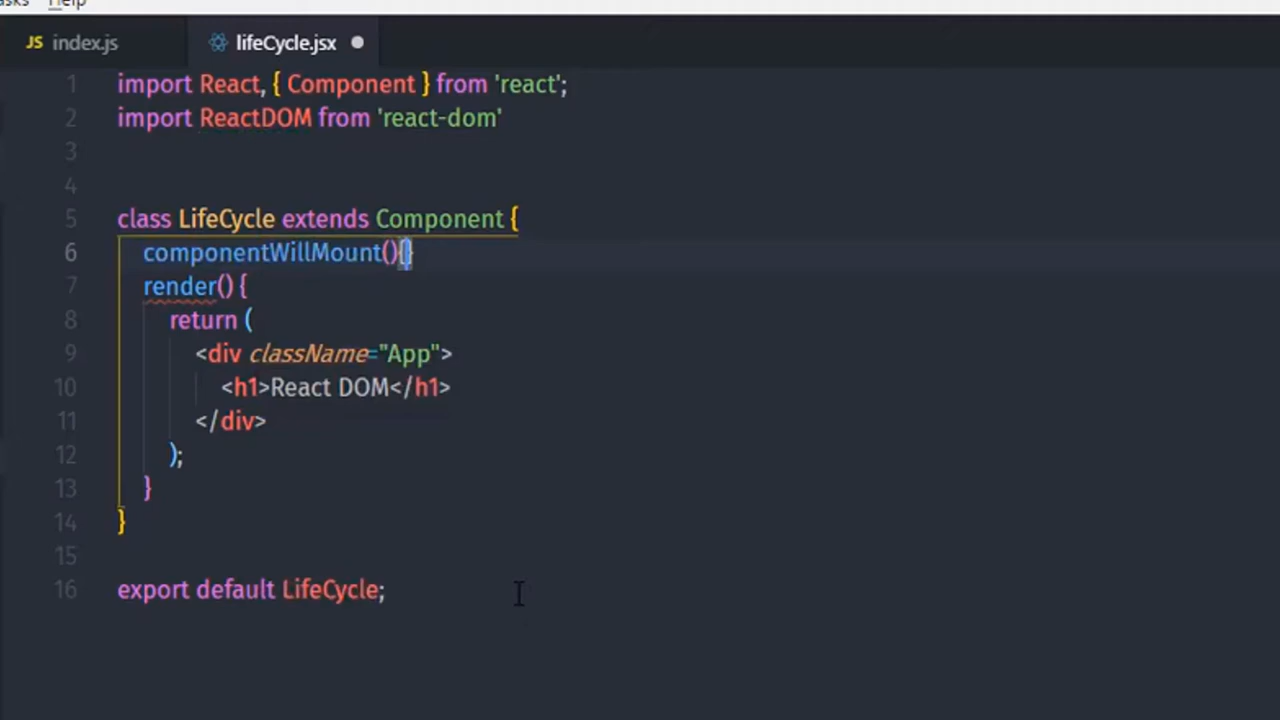 Help
JS index.js lifeCycle.jsx
1 import React, { Component } from 'react';
2 import ReactDOM from 'react-dom'
3
4
5 class LifeCycle extends Component {
6 componentWillMount(){}
7 render() {
8 return (
9 <div className="App">
10 <h1>React DOM</h1>
11 </div>
12 );
13 }
14 }
15
16 export default LifeCycle;